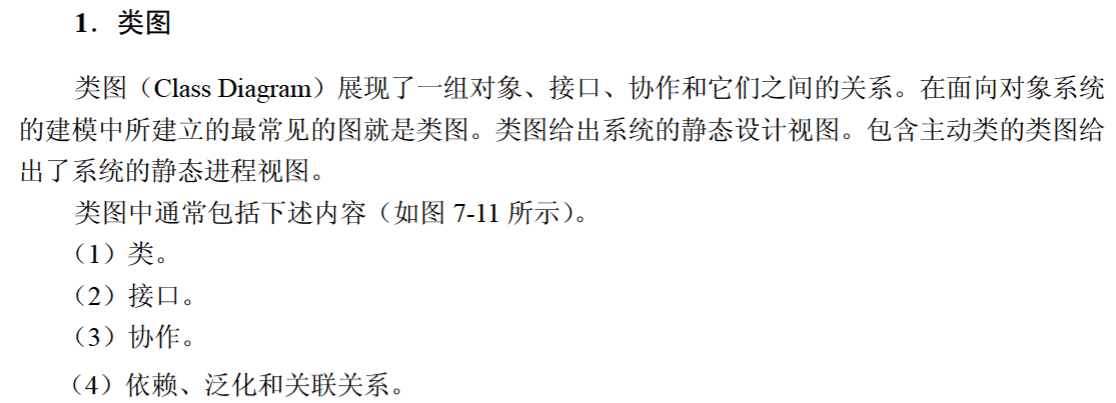 1．类图
类图（Class Diagram）展现了一组对象、接口、协作和它们之间的关系。在面向对象系统
的建模中所建立的最常见的图就是类图。类图给出系统的静态设计视图。包含主动类的类图给
出了系统的静态进程视图。
类图中通常包括下述内容（如图 7-11 所示）。
（1）类。
（2）接口。
（3）协作。
（4）依赖、泛化和关联关系。